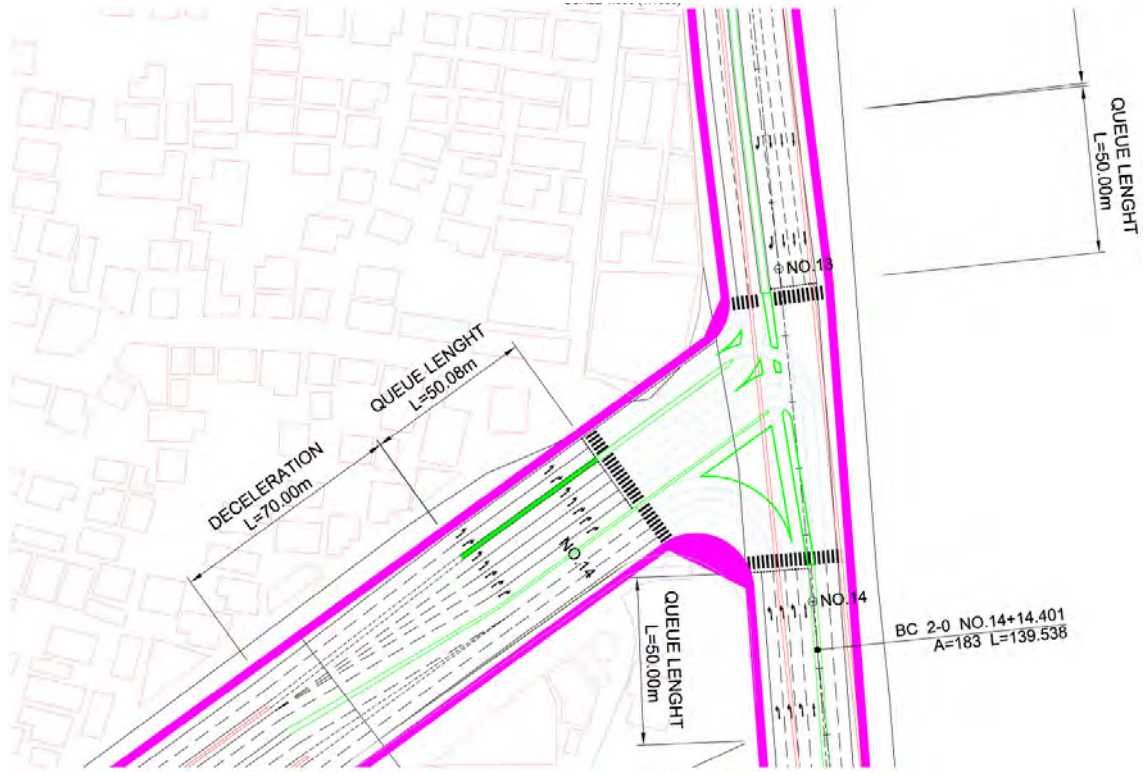 QUEUE LENGHT
L=50.00m
NO.13
QUEUE LENGHT
L=50.08m
DECELERATION
L=70.00m
NO.14
NO.14
QUEUE LENGHT
L=50.00m
BC 2-0 NO.14+14.401
A=183 L=139.538